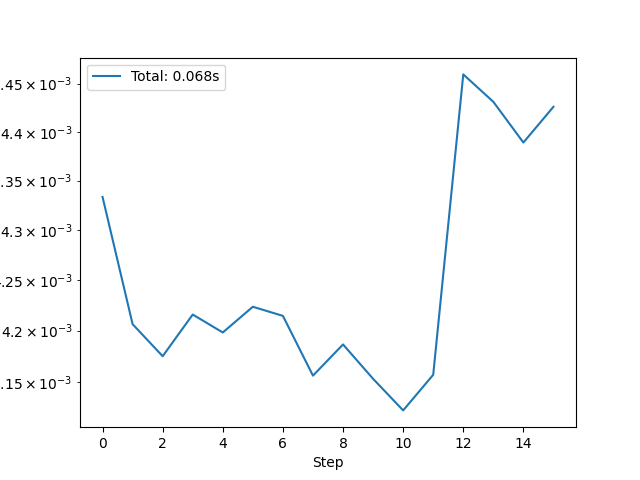 Total: 0.068s
.45 × 10⁻³
4.4 × 10⁻³
.35 × 10⁻³
4.3 × 10⁻³
4.25 × 10⁻³
4.2 × 10⁻³
.15 × 10⁻³
0 2 4 6 8 10 12 14
Step